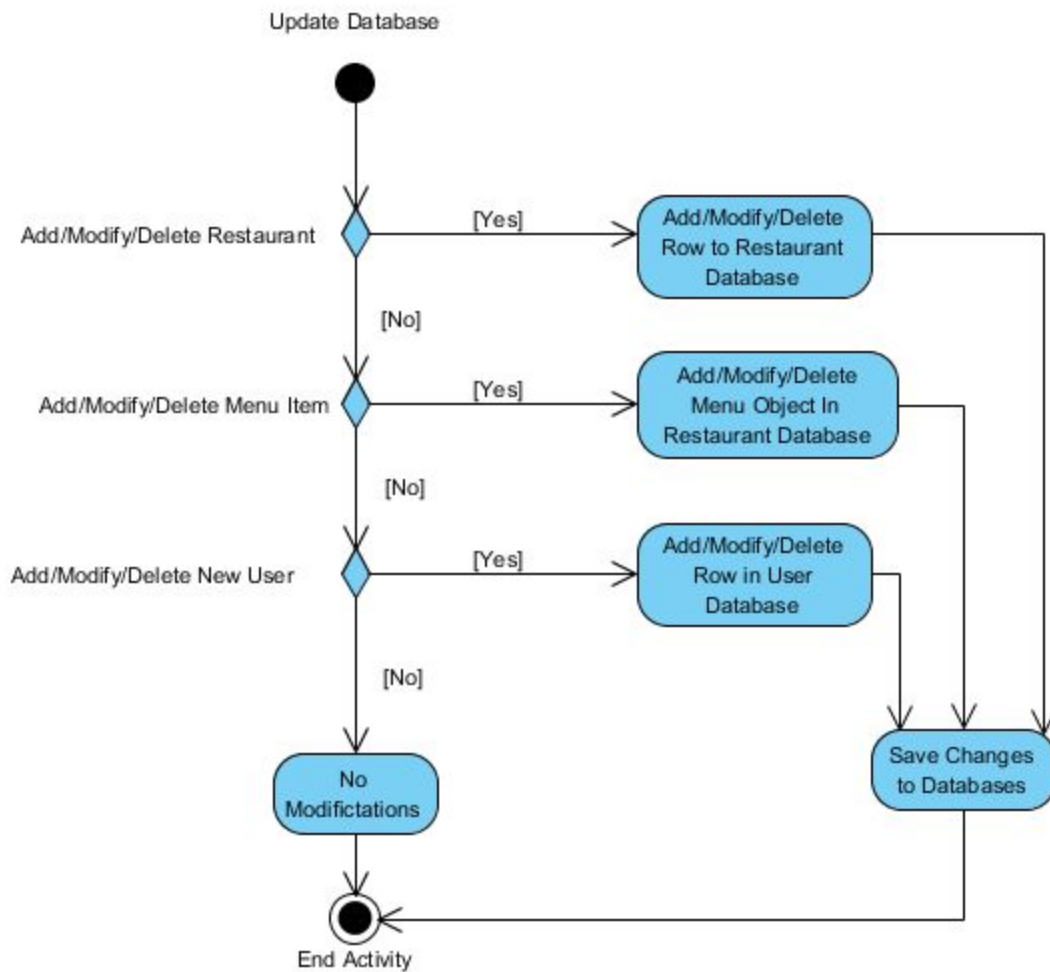 Update Database
Add/Modify/Delete Restaurant
[Yes]
Add/Modify/Delete
Row to Restaurant
Database
[No]
Add/Modify/Delete Menu Item
[Yes]
Add/Modify/Delete
Menu Object In
Restaurant Database
[No]
Add/Modify/Delete New User
[Yes]
Add/Modify/Delete
Row in User
Database
[No]
No
Modifictations
Save Changes
to Databases
End Activity